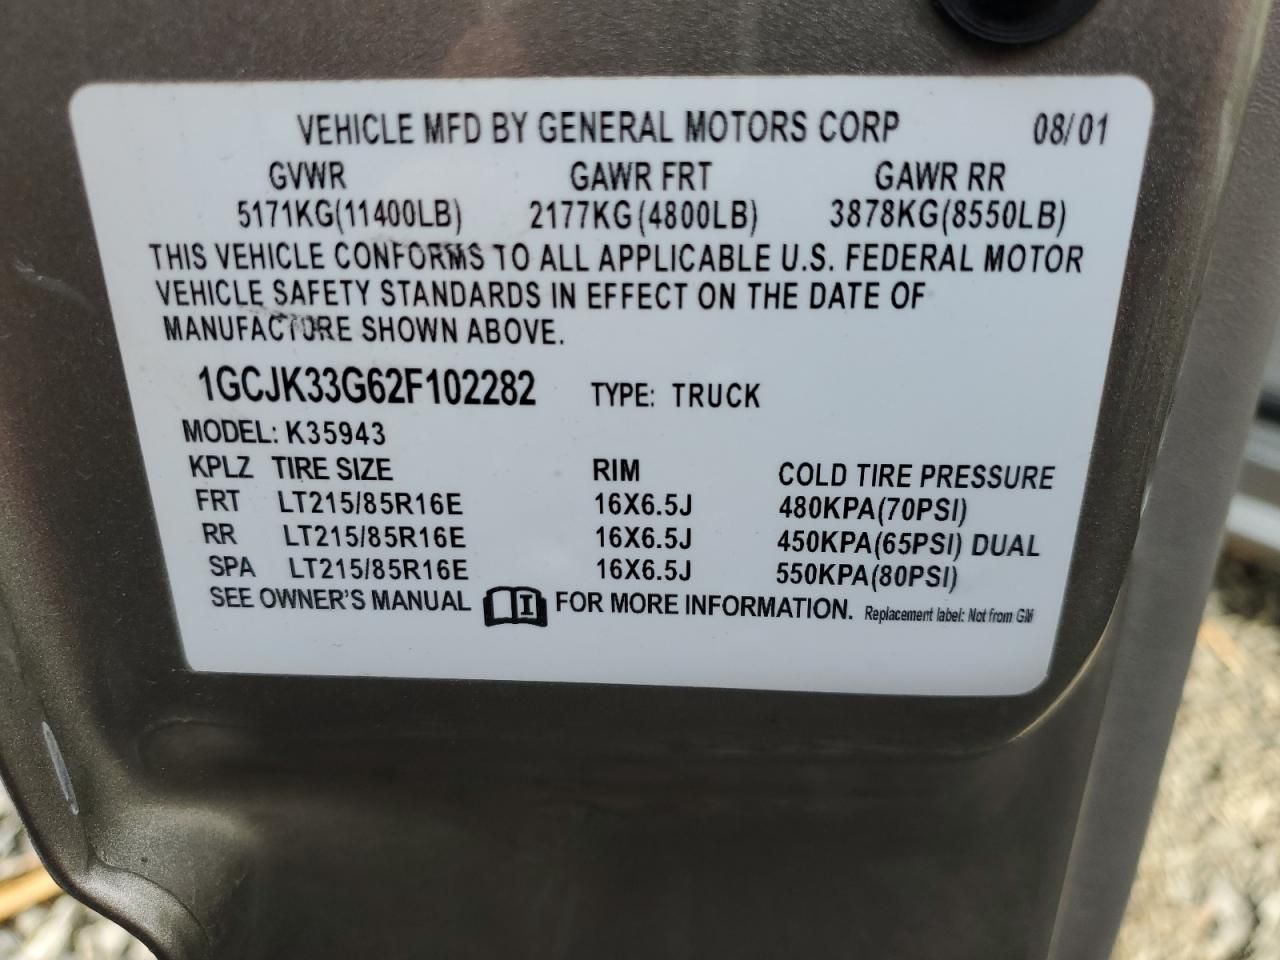 VEHICLE MFD BY GENERAL MOTORS CORP 08/01
GVWR GAWR FRT GAWR RR
5171KG(11400LB) 2177KG(4800LB) 3878KG(8550LB)
THIS VEHICLE CONFORMS TO ALL APPLICABLE U.S. FEDERAL MOTOR
VEHICLE SAFETY STANDARDS IN EFFECT ON THE DATE OF
MANUFACTURE SHOWN ABOVE.
1GCJK33G62F102282 TYPE: TRUCK
MODEL: K35943
KPLZ TIRE SIZE RIM COLD TIRE PRESSURE
FRT LT215/85R16E 16X6.5J 480KPA(70PSI)
RR LT215/85R16E 16X6.5J 450KPA(65PSI) DUAL
SPA LT215/85R16E 16X6.5J 550KPA(80PSI)
SEE OWNER'S MANUAL i FOR MORE INFORMATION. Replacement label: Not from GM